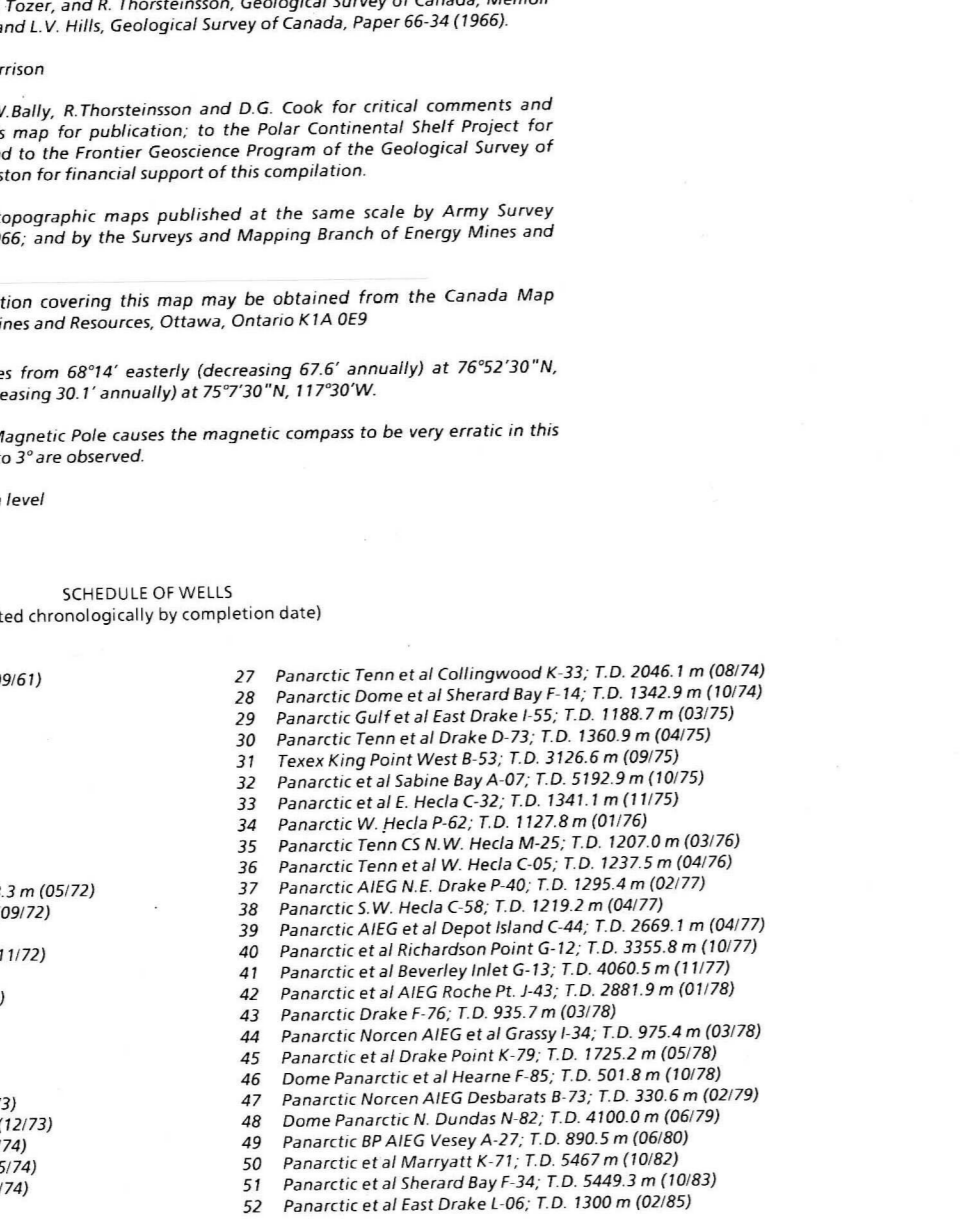 Tozer, and R. Thorsteinsson, Geological Survey of Canada, Memoir
and L.V. Hills, Geological Survey of Canada, Paper 66-34 (1966).
rrison
V.Bally, R.Thorsteinsson and D.G. Cook for critical comments and
s map for publication; to the Polar Continental Shelf Project for
d to the Frontier Geoscience Program of the Geological Survey of
ston for financial support of this compilation.
topographic maps published at the same scale by Army Survey
966; and by the Surveys and Mapping Branch of Energy Mines and
tion covering this map may be obtained from the Canada Map
ines and Resources, Ottawa, Ontario K1A 0E9
es from 68°14′ easterly (decreasing 67.6′ annually) at 76°52′30"N,
easing 30.1′ annually) at 75°7′30"N, 117°30′W.
Magnetic Pole causes the magnetic compass to be very erratic in this
to 3° are observed.
level
SCHEDULE OF WELLS
ted chronologically by completion date)
09/61)
.3 m (05/72)
09/72)
11/72)
)
3)
(12/73)
74)
5/74)
/74)
27 Panarctic Tenn et al Collingwood K-33; T.D. 2046.1 m (08/74)
28 Panarctic Dome et al Sherard Bay F-14; T.D. 1342.9 m (10/74)
29 Panarctic Gulf et al East Drake I-55; T.D. 1188.7 m (03/75)
30 Panarctic Tenn et al Drake D-73; T.D. 1360.9 m (04/75)
31 Texex King Point West B-53; T.D. 3126.6 m (09/75)
32 Panarctic et al Sabine Bay A-07; T.D. 5192.9 m (10/75)
33 Panarctic et al E. Hecla C-32; T.D. 1341.1 m (11/75)
34 Panarctic W. Hecla P-62; T.D. 1127.8 m (01/76)
35 Panarctic Tenn CS N.W. Hecla M-25; T.D. 1207.0 m (03/76)
36 Panarctic Tenn et al W. Hecla C-05; T.D. 1237.5 m (04/76)
37 Panarctic AIEG N.E. Drake P-40; T.D. 1295.4 m (02/77)
38 Panarctic S.W. Hecla C-58; T.D. 1219.2 m (04/77)
39 Panarctic AIEG et al Depot Island C-44; T.D. 2669.1 m (04/77)
40 Panarctic et al Richardson Point G-12; T.D. 3355.8 m (10/77)
41 Panarctic et al Beverley Inlet G-13; T.D. 4060.5 m (11/77)
42 Panarctic et al AIEG Roche Pt. J-43; T.D. 2881.9 m (01/78)
43 Panarctic Drake F-76; T.D. 935.7 m (03/78)
44 Panarctic Norcen AIEG et al Grassy I-34; T.D. 975.4 m (03/78)
45 Panarctic et al Drake Point K-79; T.D. 1725.2 m (05/78)
46 Dome Panarctic et al Hearne F-85; T.D. 501.8 m (10/78)
47 Panarctic Norcen AIEG Desbarats B-73; T.D. 330.6 m (02/79)
48 Dome Panarctic N. Dundas N-82; T.D. 4100.0 m (06/79)
49 Panarctic BP AIEG Vesey A-27; T.D. 890.5 m (06/80)
50 Panarctic et al Marryatt K-71; T.D. 5467 m (10/82)
51 Panarctic et al Sherard Bay F-34; T.D. 5449.3 m (10/83)
52 Panarctic et al East Drake L-06; T.D. 1300 m (02/85)